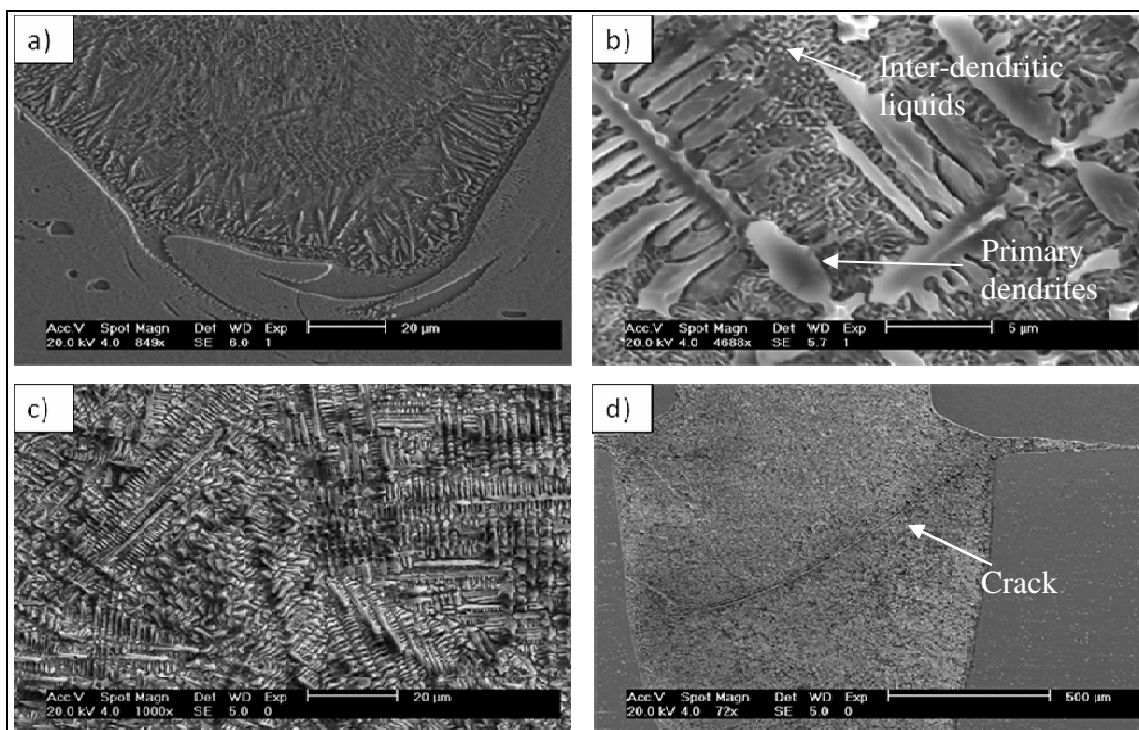 a)
Acc.V Spot Magn Det WD Exp 20 µm
20.0 kV 4.0 849x SE 6.0 1
b)
Inter-dendritic
liquids
Primary
dendrites
Acc.V Spot Magn Det WD Exp 5 µm
20.0 kV 4.0 4688x SE 5.7 1
c)
Acc.V Spot Magn Det WD Exp 20 µm
20.0 kV 4.0 1000x SE 5.0 0
d)
Crack
Acc.V Spot Magn Det WD Exp 500 µm
20.0 kV 4.0 72x SE 5.0 0